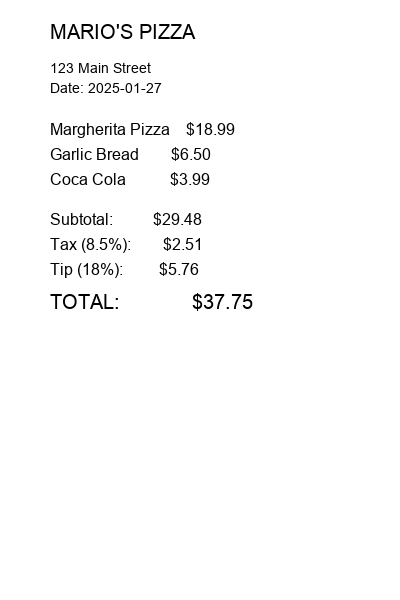 MARIO'S PIZZA
123 Main Street
Date: 2025-01-27
Margherita Pizza $18.99
Garlic Bread $6.50
Coca Cola $3.99
Subtotal: $29.48
Tax (8.5%): $2.51
Tip (18%): $5.76
TOTAL: $37.75